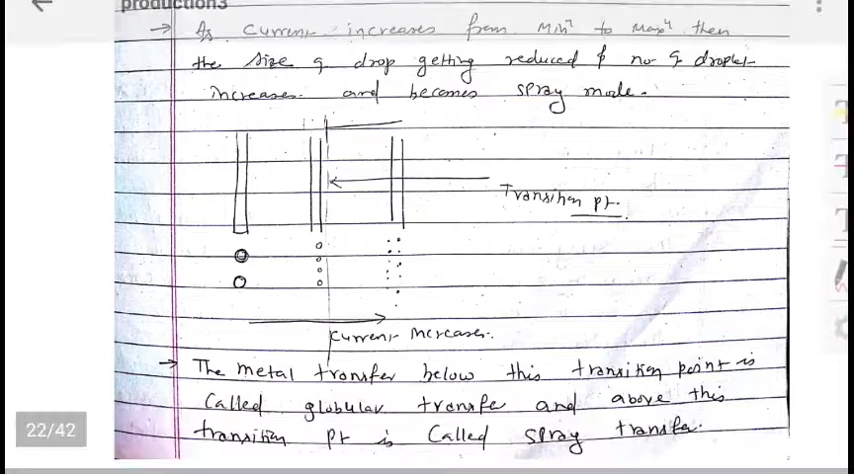 productions
→ As current increases from Minᵐ to Maxᵐ then
the size of drop getting reduced & no of droplet
increases. and becomes spray mode.
Transition pt.
current increases.
→ The metal transfer below this transition point is
Called globular transfer and above this
transition pt is Called spray transfer.
22/42